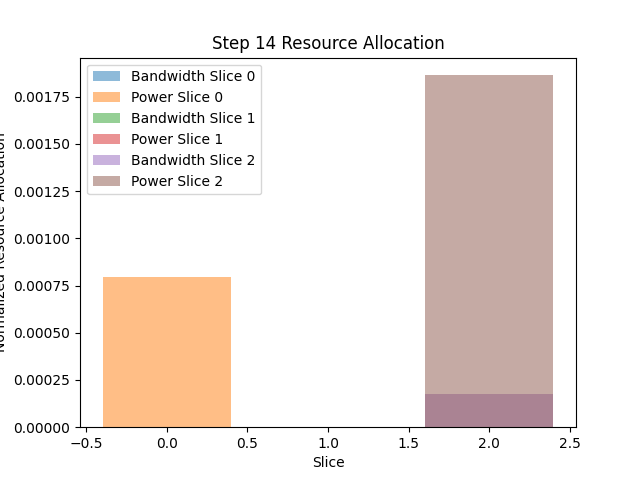 Step 14 Resource Allocation
Bandwidth Slice 0
Power Slice 0
Bandwidth Slice 1
Power Slice 1
Bandwidth Slice 2
Power Slice 2
Normalized Resource Allocation
0.00175
0.00150
0.00125
0.00100
0.00075
0.00050
0.00025
0.00000
−0.5 0.0 0.5 1.0 1.5 2.0 2.5
Slice